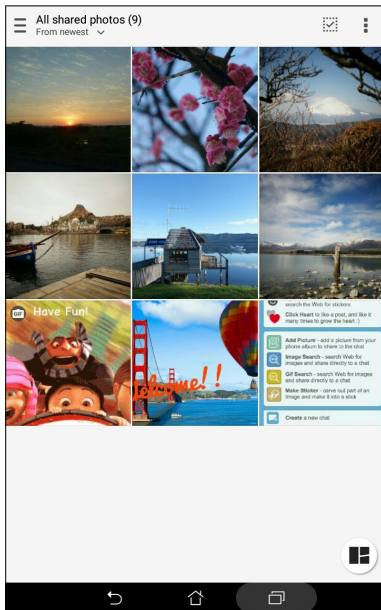 All shared photos (9)
From newest
GIF
Have Fun!
Welcome!!
search the Web for stickers
Click Heart to like a post, and like it
many times to grow the heart :)
Add Picture - add a picture from your
phone album to share to the chat
Image Search - search Web for
images and share directly to a chat
Gif Search - search Web for images
and share directly to a chat
Make Sticker - carve out part of an
image and make it into a stick
Create a new chat